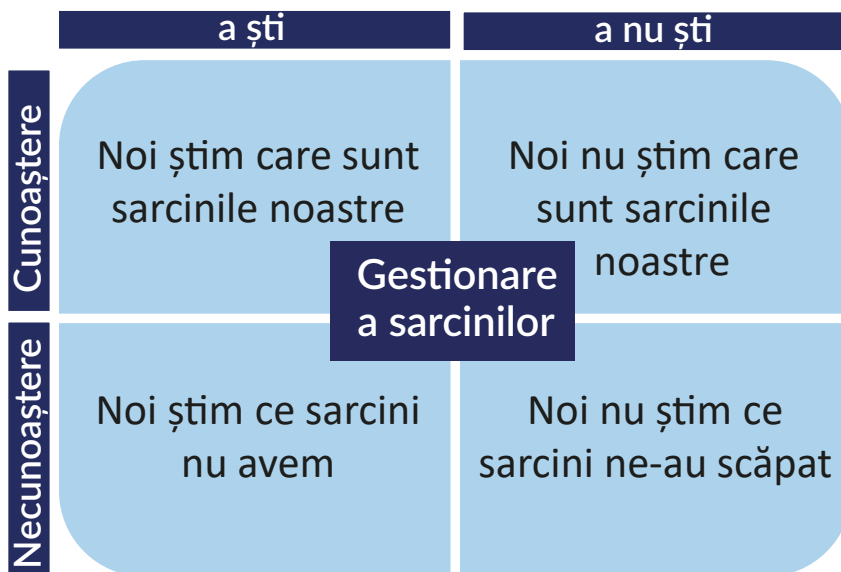 a ști
a nu ști
Cunoaștere
Noi știm care sunt
sarcinile noastre
Noi nu știm care
sunt sarcinile
noastre
Gestionare
a sarcinilor
Necunoaștere
Noi știm ce sarcini
nu avem
Noi nu știm ce
sarcini ne-au scăpat